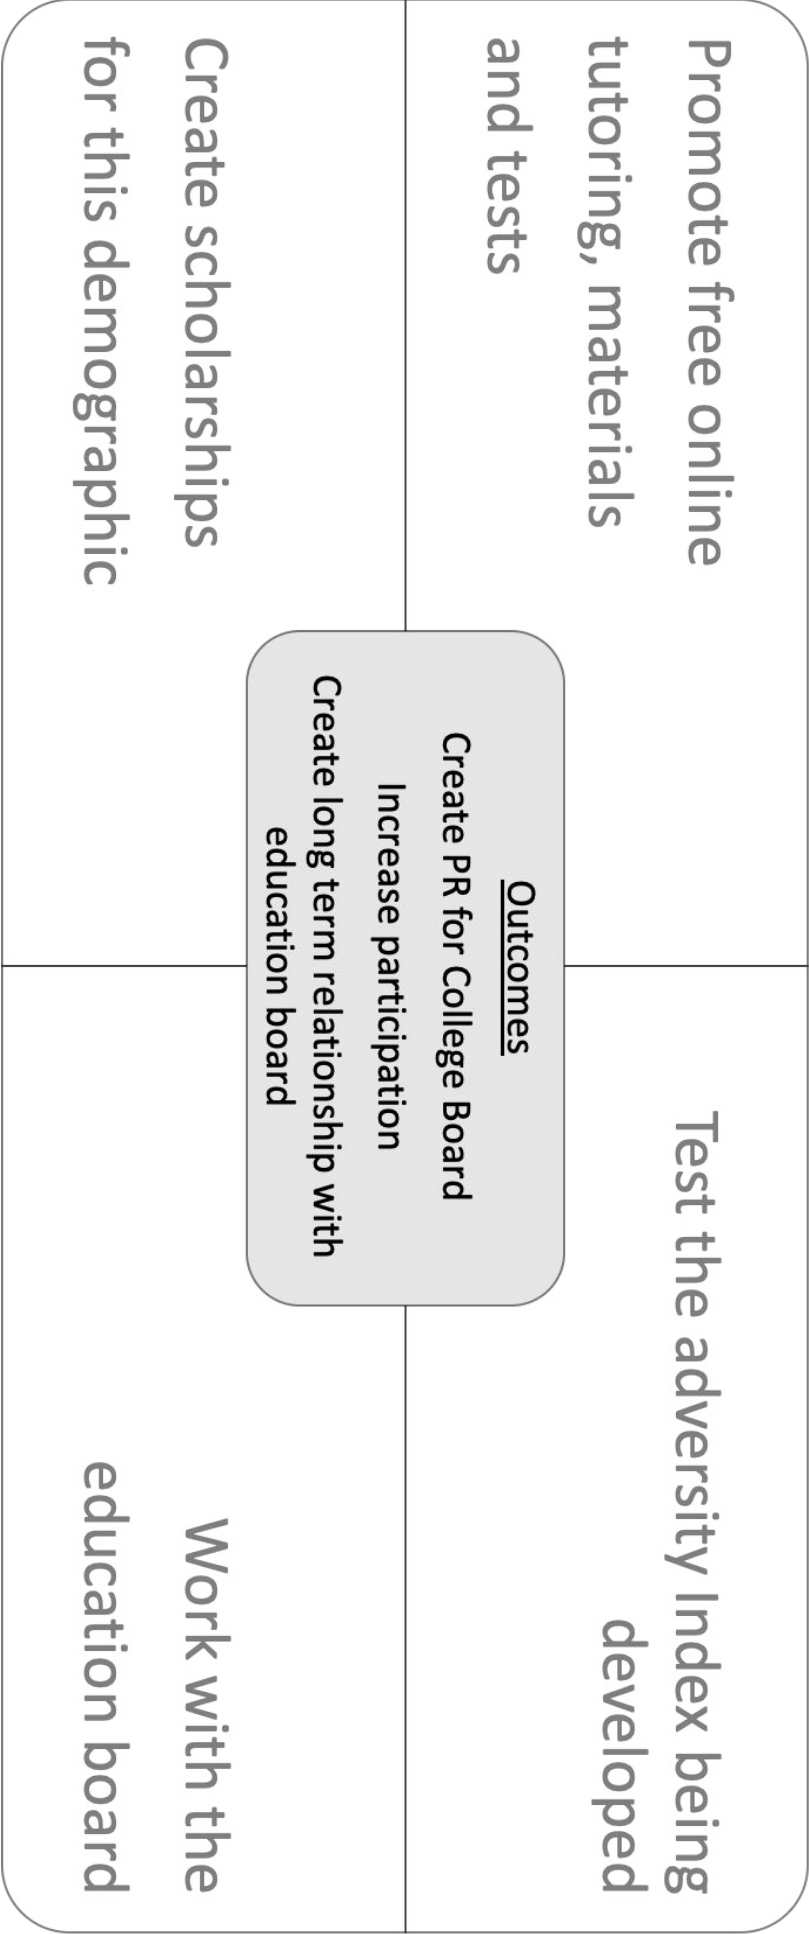 Promote free online
tutoring, materials
and tests
Test the adversity Index being
developed
Outcomes
Create PR for College Board
Increase participation
Create long term relationship with
education board
Create scholarships
for this demographic
Work with the
education board